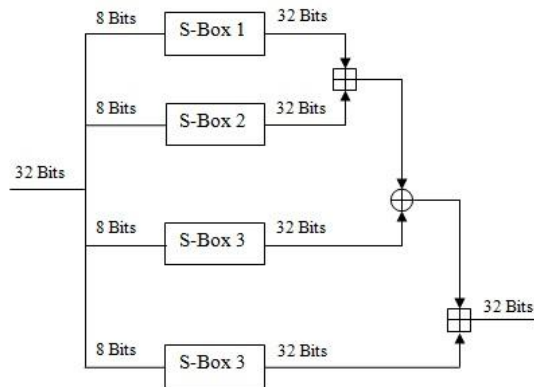 8 Bits S-Box 1 32 Bits
8 Bits S-Box 2 32 Bits
32 Bits
8 Bits S-Box 3 32 Bits
32 Bits
8 Bits S-Box 3 32 Bits